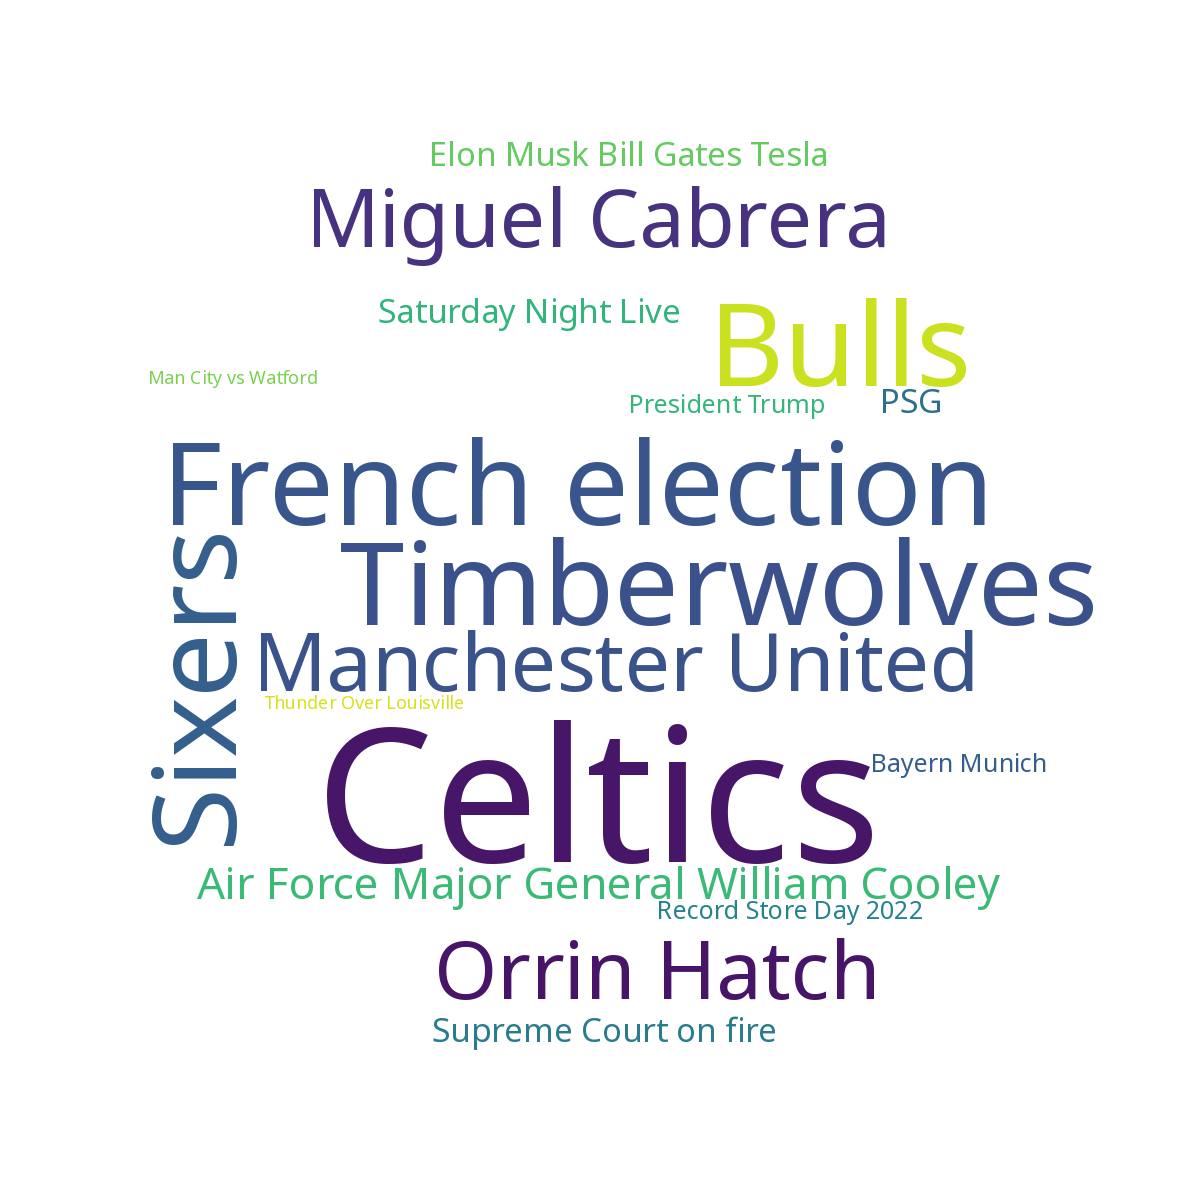 Elon Musk Bill Gates Tesla
Miguel Cabrera
Saturday Night Live
Bulls
Man City vs Watford
President Trump
PSG
French election
Sixers
Timberwolves
Manchester United
Thunder Over Louisville
Celtics
Bayern Munich
Air Force Major General William Cooley
Record Store Day 2022
Orrin Hatch
Supreme Court on fire